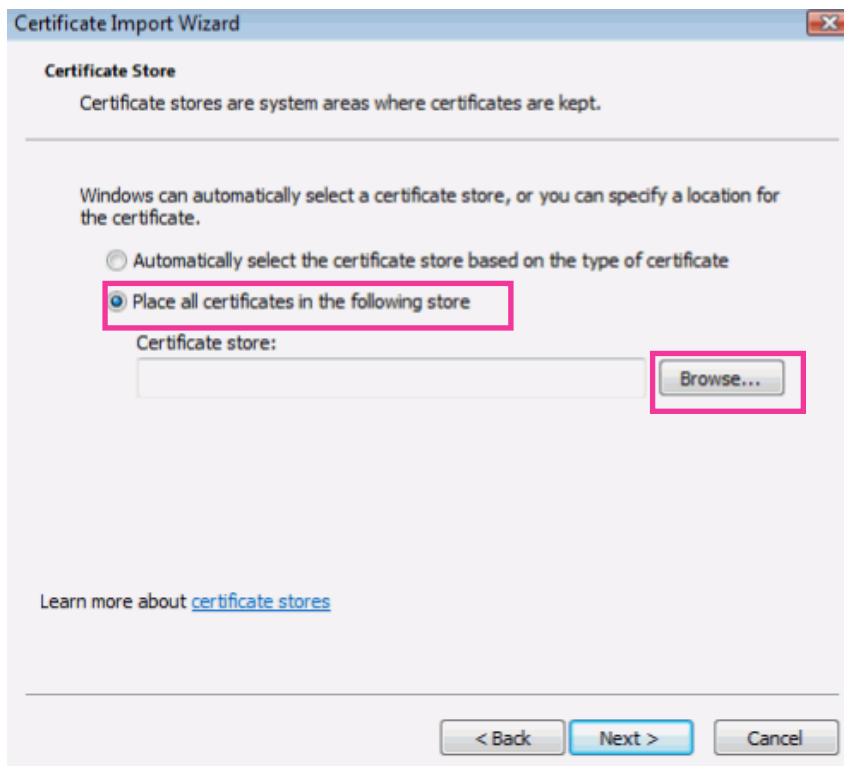 Certificate Import Wizard
Certificate Store
Certificate stores are system areas where certificates are kept.
Windows can automatically select a certificate store, or you can specify a location for
the certificate.
Automatically select the certificate store based on the type of certificate
Place all certificates in the following store
Certificate store:
Browse...
Learn more about certificate stores
< Back Next > Cancel